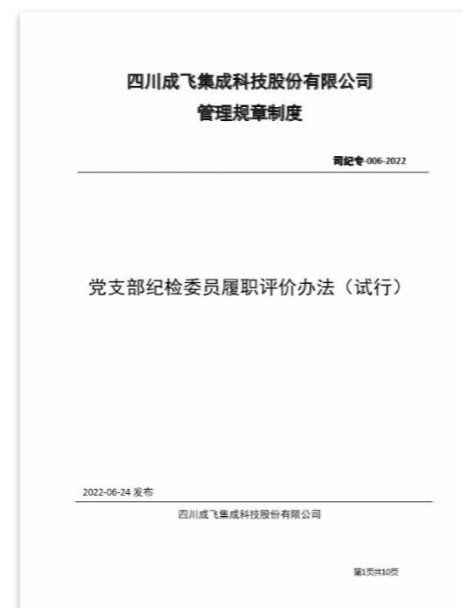 四川成飞集成科技股份有限公司
管理规章制度
司纪专-006-2022
党支部纪检委员履职评价办法（试行）
2022-06-24 发布
四川成飞集成科技股份有限公司
第1页共10页